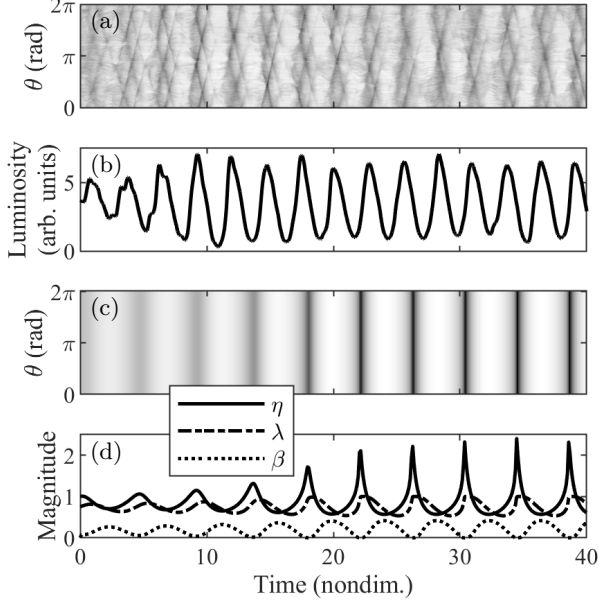 2π
(a)
π
θ (rad)
0
(b)
5
Luminosity
(arb. units)
0
2π
(c)
π
θ (rad)
0
η
λ
β
(d)
2
1
Magnitude
0
0 10 20 30 40
Time (nondim.)